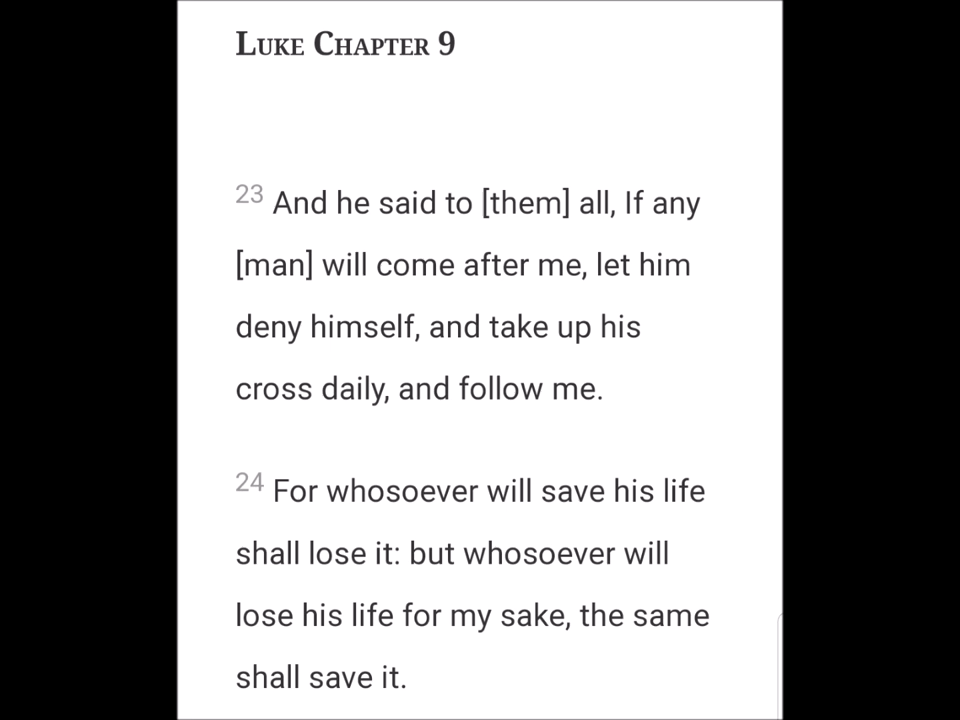 Luke Chapter 9
23 And he said to [them] all, If any
[man] will come after me, let him
deny himself, and take up his
cross daily, and follow me.
24 For whosoever will save his life
shall lose it: but whosoever will
lose his life for my sake, the same
shall save it.